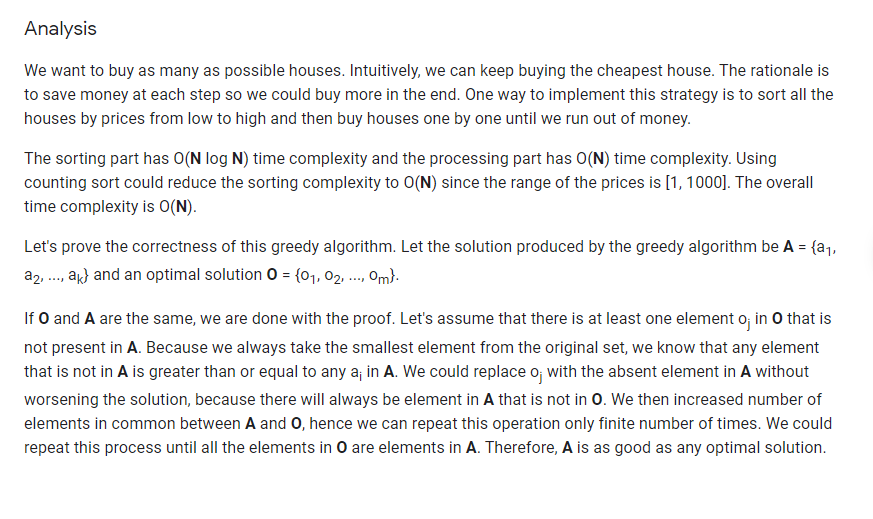 Analysis
We want to buy as many as possible houses. Intuitively, we can keep buying the cheapest house. The rationale is
to save money at each step so we could buy more in the end. One way to implement this strategy is to sort all the
houses by prices from low to high and then buy houses one by one until we run out of money.
The sorting part has O(N log N) time complexity and the processing part has O(N) time complexity. Using
counting sort could reduce the sorting complexity to O(N) since the range of the prices is [1, 1000]. The overall
time complexity is O(N).
Let's prove the correctness of this greedy algorithm. Let the solution produced by the greedy algorithm be A = {a₁,
a₂, ..., aₖ} and an optimal solution O = {o₁, o₂, ..., oₘ}.
If O and A are the same, we are done with the proof. Let's assume that there is at least one element oⱼ in O that is
not present in A. Because we always take the smallest element from the original set, we know that any element
that is not in A is greater than or equal to any aᵢ in A. We could replace oⱼ with the absent element in A without
worsening the solution, because there will always be element in A that is not in O. We then increased number of
elements in common between A and O, hence we can repeat this operation only finite number of times. We could
repeat this process until all the elements in O are elements in A. Therefore, A is as good as any optimal solution.